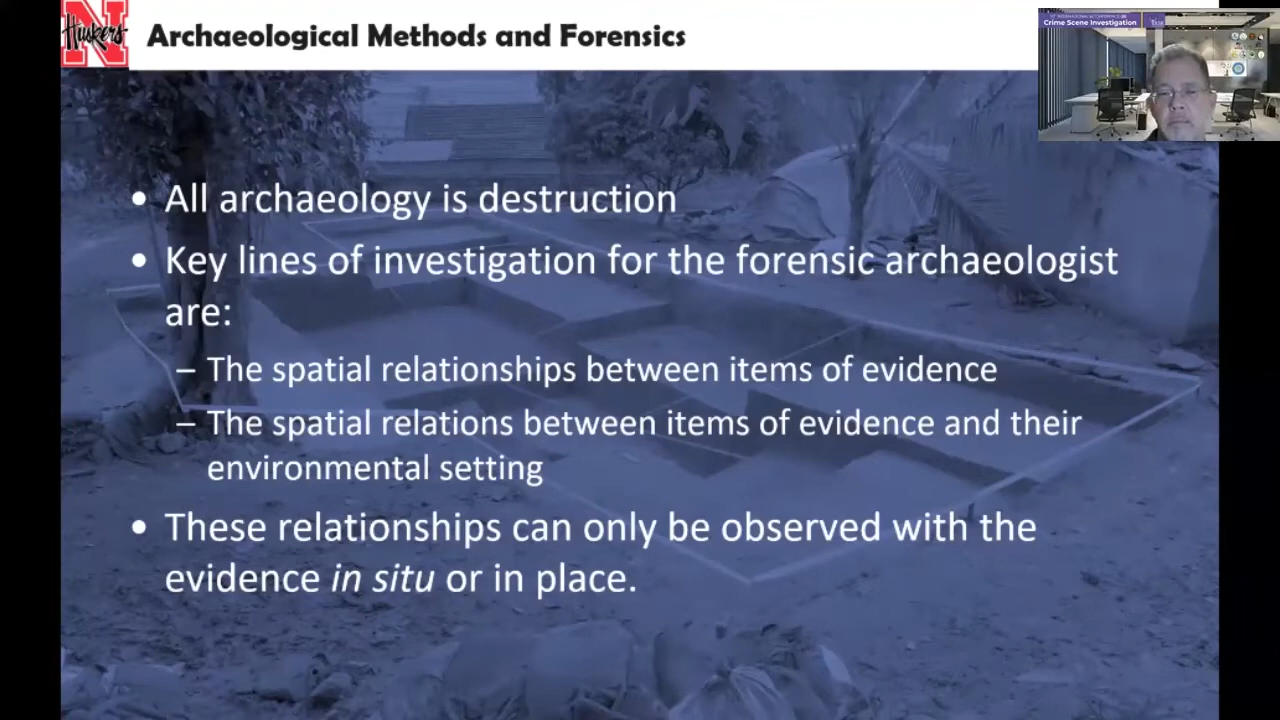 Huskers
N
Archaeological Methods and Forensics
Crime Scene Investigation
• All archaeology is destruction
• Key lines of investigation for the forensic archaeologist
are:
– The spatial relationships between items of evidence
– The spatial relations between items of evidence and their
environmental setting
• These relationships can only be observed with the
evidence in situ or in place.